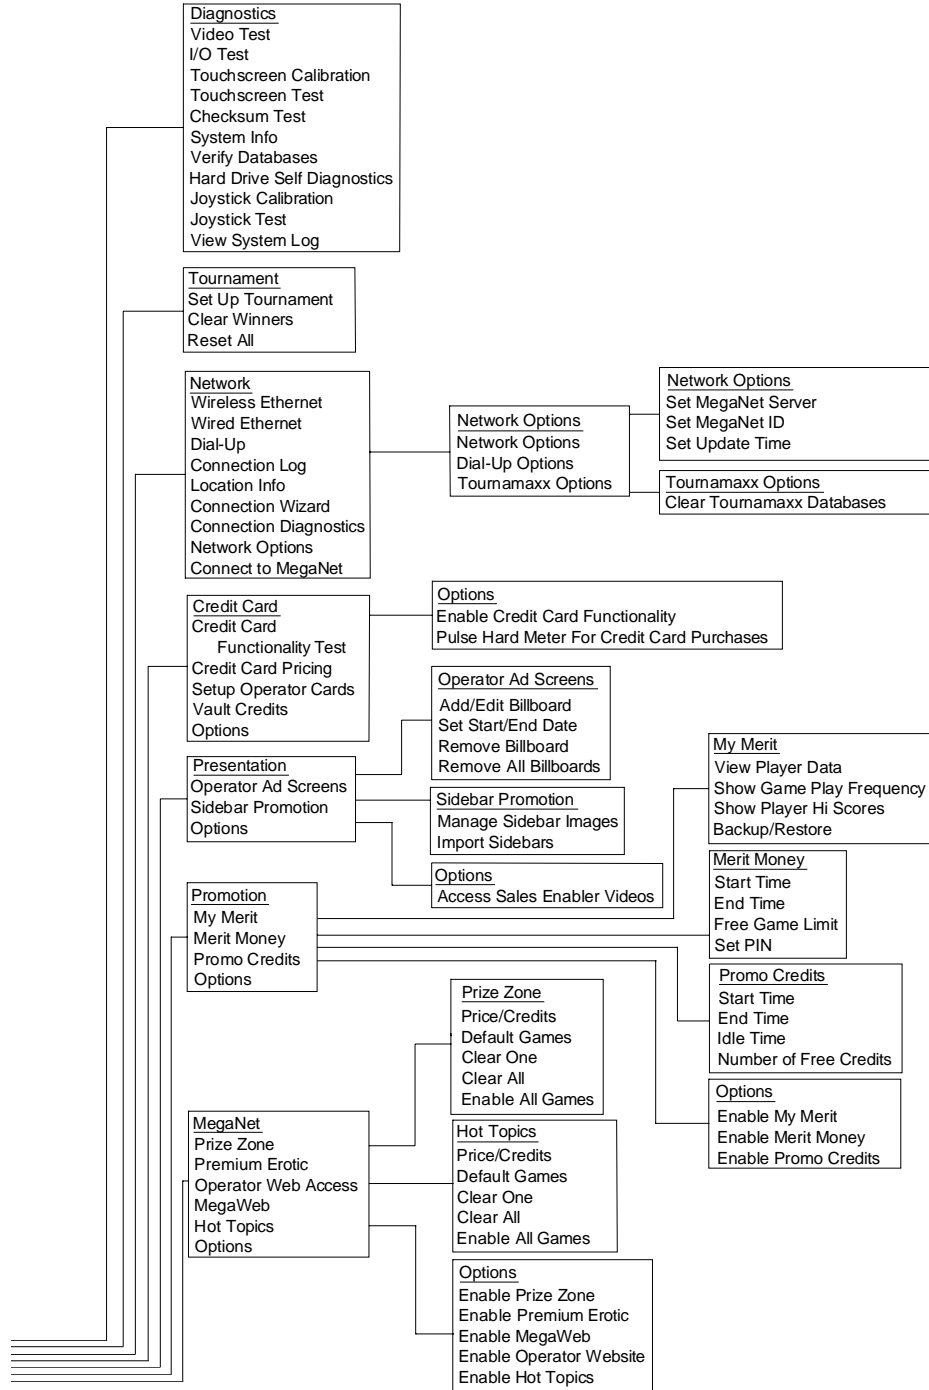 Diagnostics
Video Test
I/O Test
Touchscreen Calibration
Touchscreen Test
Checksum Test
System Info
Verify Databases
Hard Drive Self Diagnostics
Joystick Calibration
Joystick Test
View System Log
Tournament
Set Up Tournament
Clear Winners
Reset All
Network
Wireless Ethernet
Wired Ethernet
Dial-Up
Connection Log
Location Info
Connection Wizard
Connection Diagnostics
Network Options
Connect to MegaNet
Network Options
Network Options
Dial-Up Options
Tournamaxx Options
Network Options
Set MegaNet Server
Set MegaNet ID
Set Update Time
Tournamaxx Options
Clear Tournamaxx Databases
Credit Card
Credit Card
Functionality Test
Credit Card Pricing
Setup Operator Cards
Vault Credits
Options
Options
Enable Credit Card Functionality
Pulse Hard Meter For Credit Card Purchases
Presentation
Operator Ad Screens
Sidebar Promotion
Options
Operator Ad Screens
Add/Edit Billboard
Set Start/End Date
Remove Billboard
Remove All Billboards
Sidebar Promotion
Manage Sidebar Images
Import Sidebars
Options
Access Sales Enabler Videos
Promotion
My Merit
Merit Money
Promo Credits
Options
My Merit
View Player Data
Show Game Play Frequency
Show Player Hi Scores
Backup/Restore
Merit Money
Start Time
End Time
Free Game Limit
Set PIN
Promo Credits
Start Time
End Time
Idle Time
Number of Free Credits
Options
Enable My Merit
Enable Merit Money
Enable Promo Credits
MegaNet
Prize Zone
Premium Erotic
Operator Web Access
MegaWeb
Hot Topics
Options
Prize Zone
Price/Credits
Default Games
Clear One
Clear All
Enable All Games
Hot Topics
Price/Credits
Default Games
Clear One
Clear All
Enable All Games
Options
Enable Prize Zone
Enable Premium Erotic
Enable MegaWeb
Enable Operator Website
Enable Hot Topics